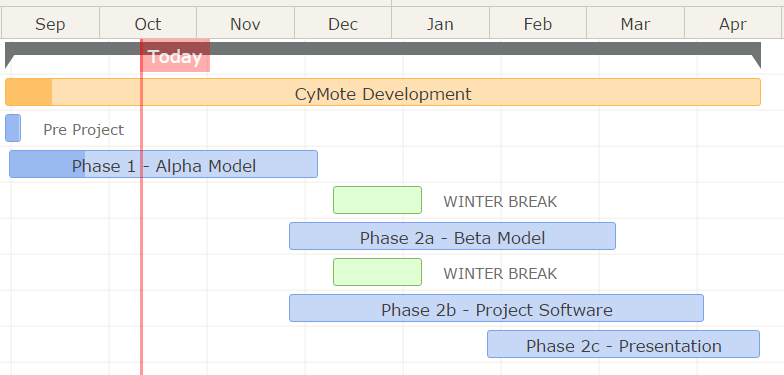 Sep Oct Nov Dec Jan Feb Mar Apr
Today
CyMote Development
Pre Project
Phase 1 - Alpha Model
WINTER BREAK
Phase 2a - Beta Model
WINTER BREAK
Phase 2b - Project Software
Phase 2c - Presentation